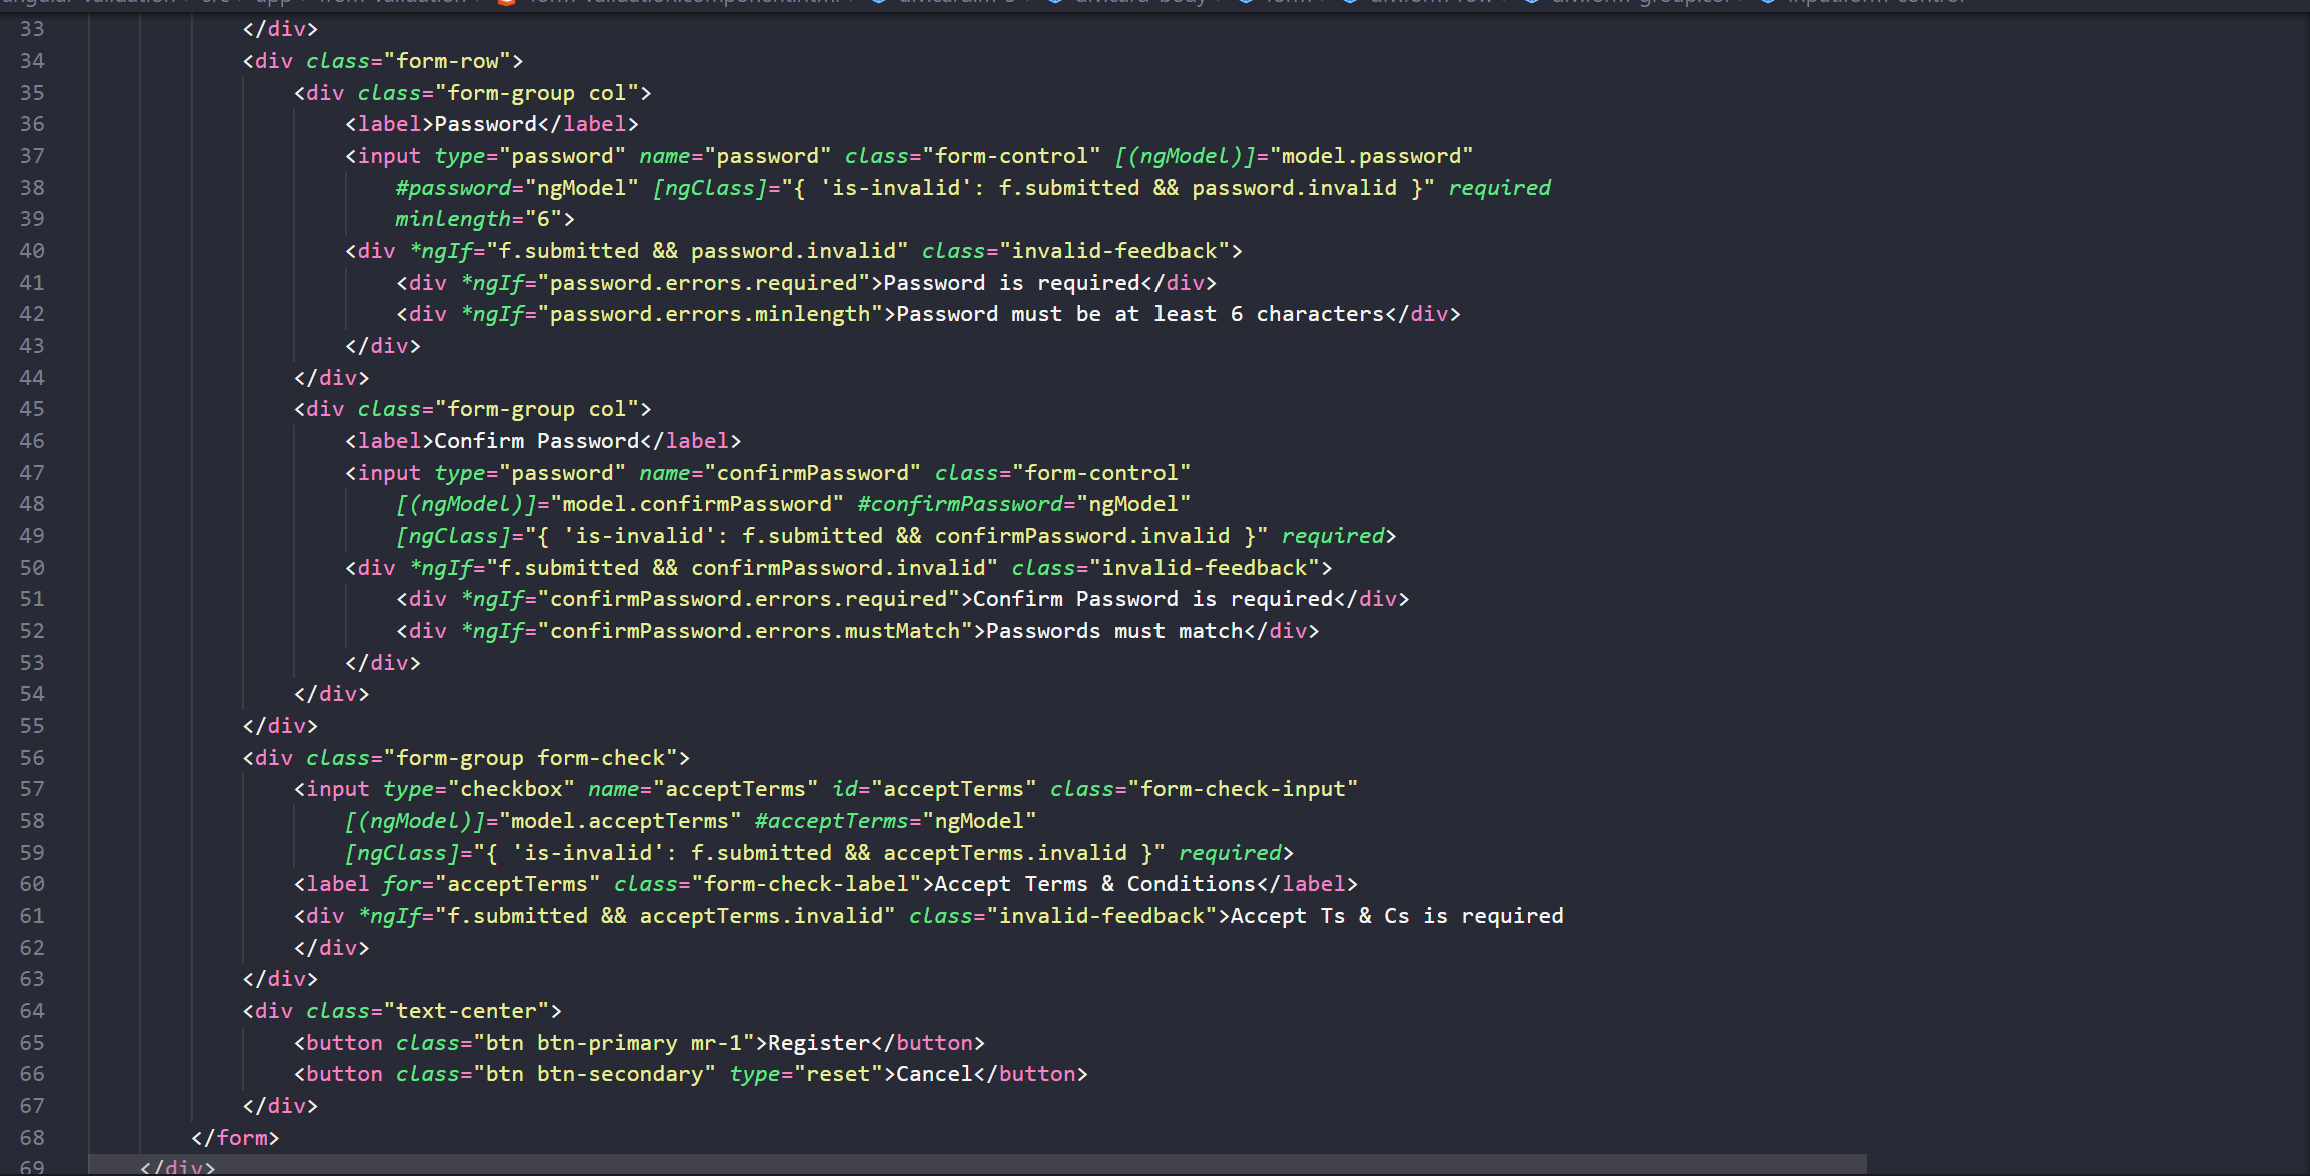 33 </div>
34 <div class="form-row">
35 <div class="form-group col">
36 <label>Password</label>
37 <input type="password" name="password" class="form-control" [(ngModel)]="model.password"
38 #password="ngModel" [ngClass]="{ 'is-invalid': f.submitted && password.invalid }" required
39 minlength="6">
40 <div *ngIf="f.submitted && password.invalid" class="invalid-feedback">
41 <div *ngIf="password.errors.required">Password is required</div>
42 <div *ngIf="password.errors.minlength">Password must be at least 6 characters</div>
43 </div>
44 </div>
45 <div class="form-group col">
46 <label>Confirm Password</label>
47 <input type="password" name="confirmPassword" class="form-control"
48 [(ngModel)]="model.confirmPassword" #confirmPassword="ngModel"
49 [ngClass]="{ 'is-invalid': f.submitted && confirmPassword.invalid }" required>
50 <div *ngIf="f.submitted && confirmPassword.invalid" class="invalid-feedback">
51 <div *ngIf="confirmPassword.errors.required">Confirm Password is required</div>
52 <div *ngIf="confirmPassword.errors.mustMatch">Passwords must match</div>
53 </div>
54 </div>
55 </div>
56 <div class="form-group form-check">
57 <input type="checkbox" name="acceptTerms" id="acceptTerms" class="form-check-input"
58 [(ngModel)]="model.acceptTerms" #acceptTerms="ngModel"
59 [ngClass]="{ 'is-invalid': f.submitted && acceptTerms.invalid }" required>
60 <label for="acceptTerms" class="form-check-label">Accept Terms & Conditions</label>
61 <div *ngIf="f.submitted && acceptTerms.invalid" class="invalid-feedback">Accept Ts & Cs is required
62 </div>
63 </div>
64 <div class="text-center">
65 <button class="btn btn-primary mr-1">Register</button>
66 <button class="btn btn-secondary" type="reset">Cancel</button>
67 </div>
68 </form>
69 </div>